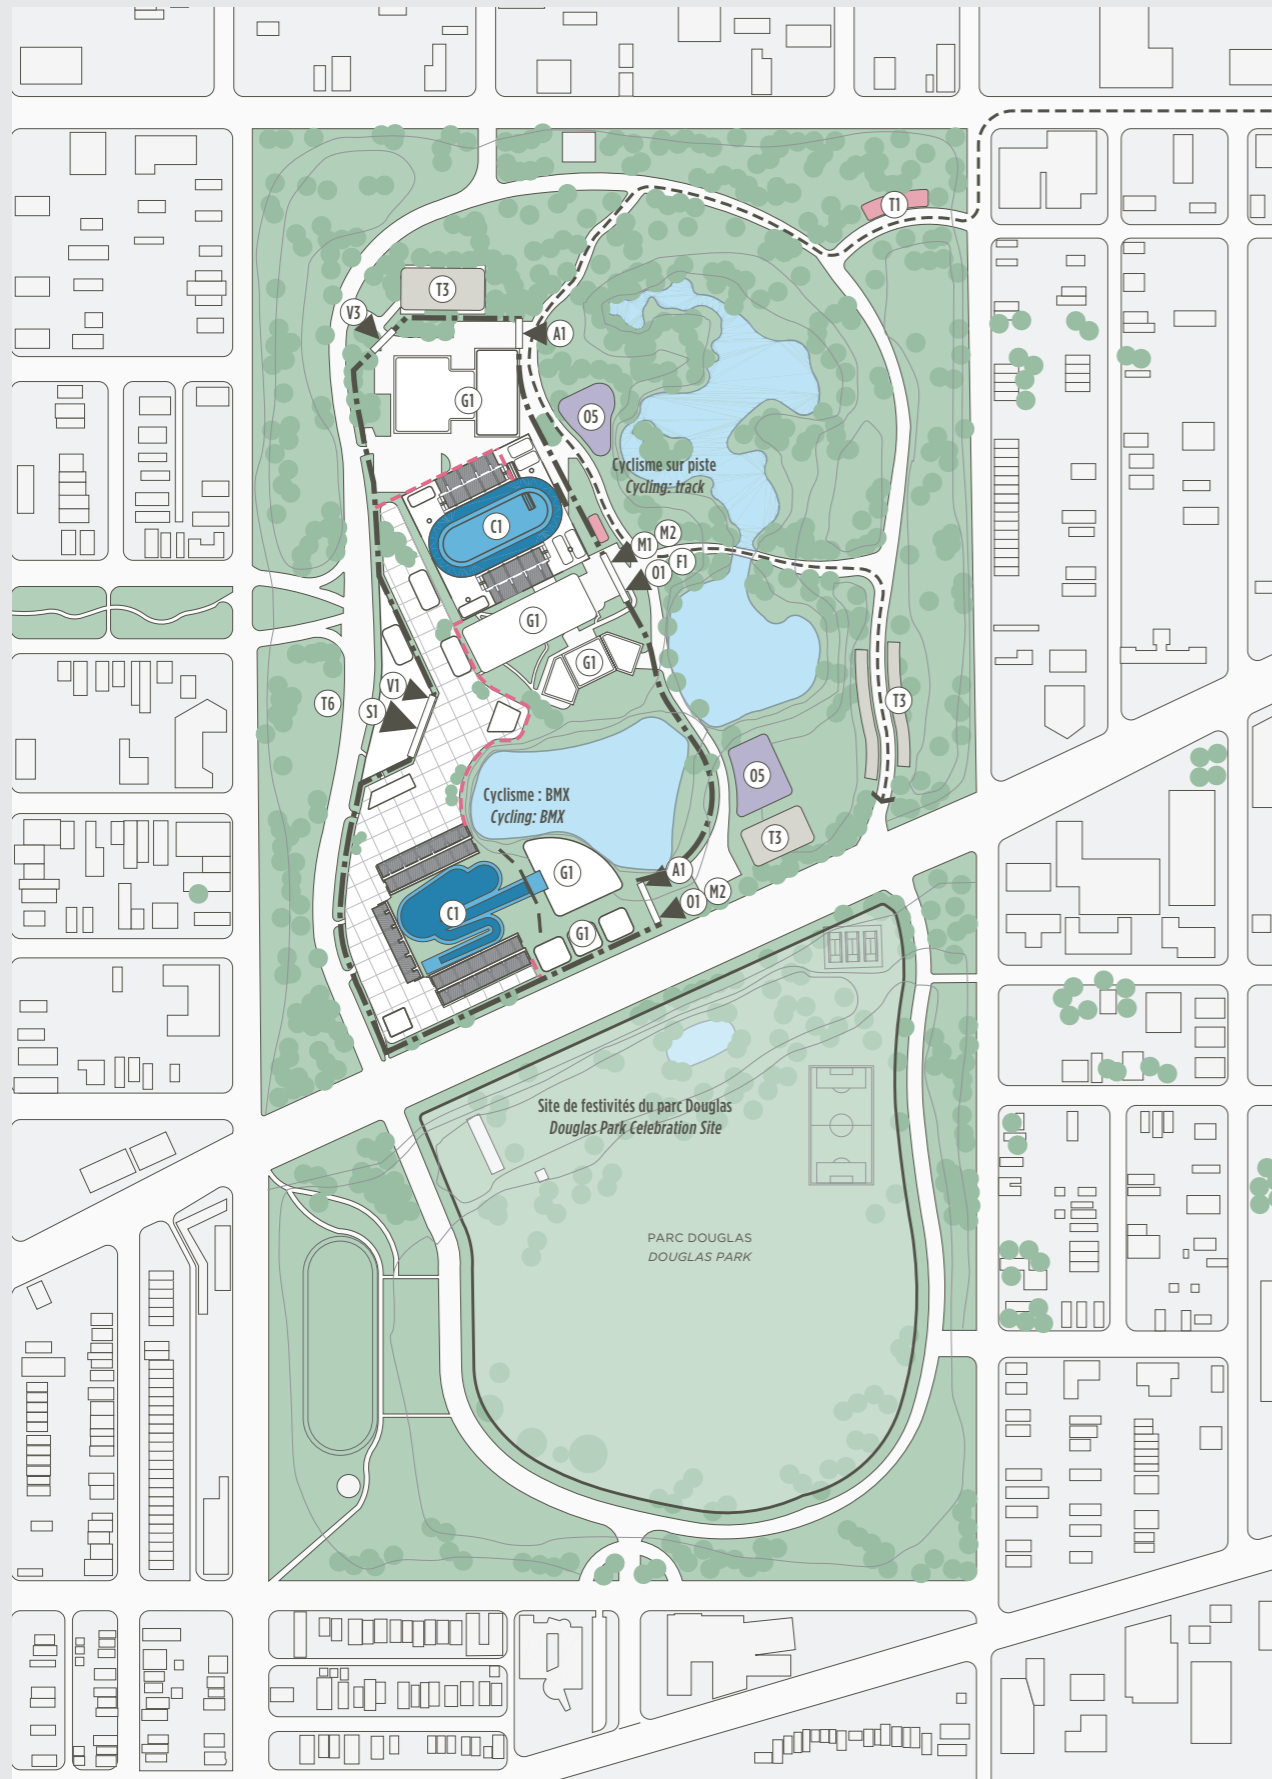 T1
T3
V3
A1
G1
O5
Cyclisme sur piste
Cycling: track
C1
M1
M2
O1
F1
G1
G1
V1
S1
T6
T3
O5
Cyclisme : BMX
Cycling: BMX
T3
G1
A1
O1
M2
C1
G1
Site de festivités du parc Douglas
Douglas Park Celebration Site
PARC DOUGLAS
DOUGLAS PARK